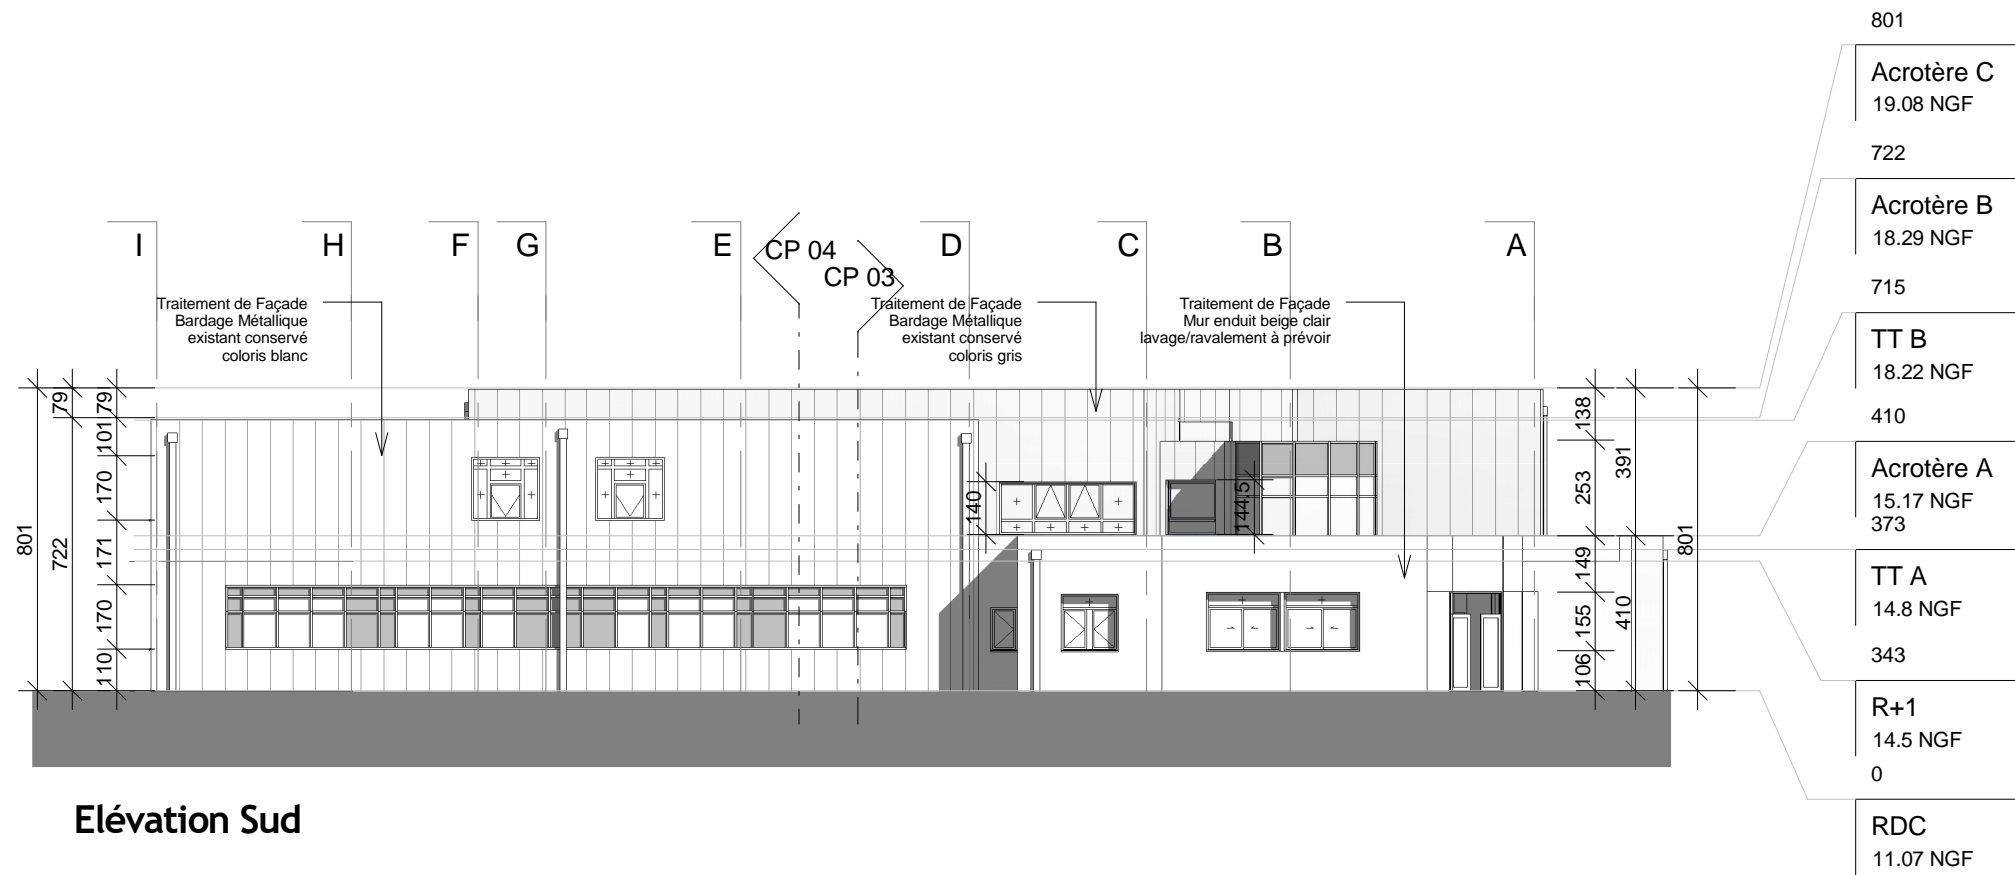 801
Acrotère C
19.08 NGF
722
Acrotère B
18.29 NGF
715
TT B
18.22 NGF
410
Acrotère A
15.17 NGF
373
TT A
14.8 NGF
343
R+1
14.5 NGF
0
RDC
11.07 NGF
I
H
F
G
E
CP 04
CP 03
D
C
B
A
Traitement de Façade
Bardage Métallique
existant conservé
coloris blanc
Traitement de Façade
Bardage Métallique
existant conservé
coloris gris
Traitement de Façade
Mur enduit beige clair
lavage/ravalement à prévoir
801
79
722
79
101
170
171
170
110
140
144.5
138
253
149
155
106
391
410
801
Elévation Sud